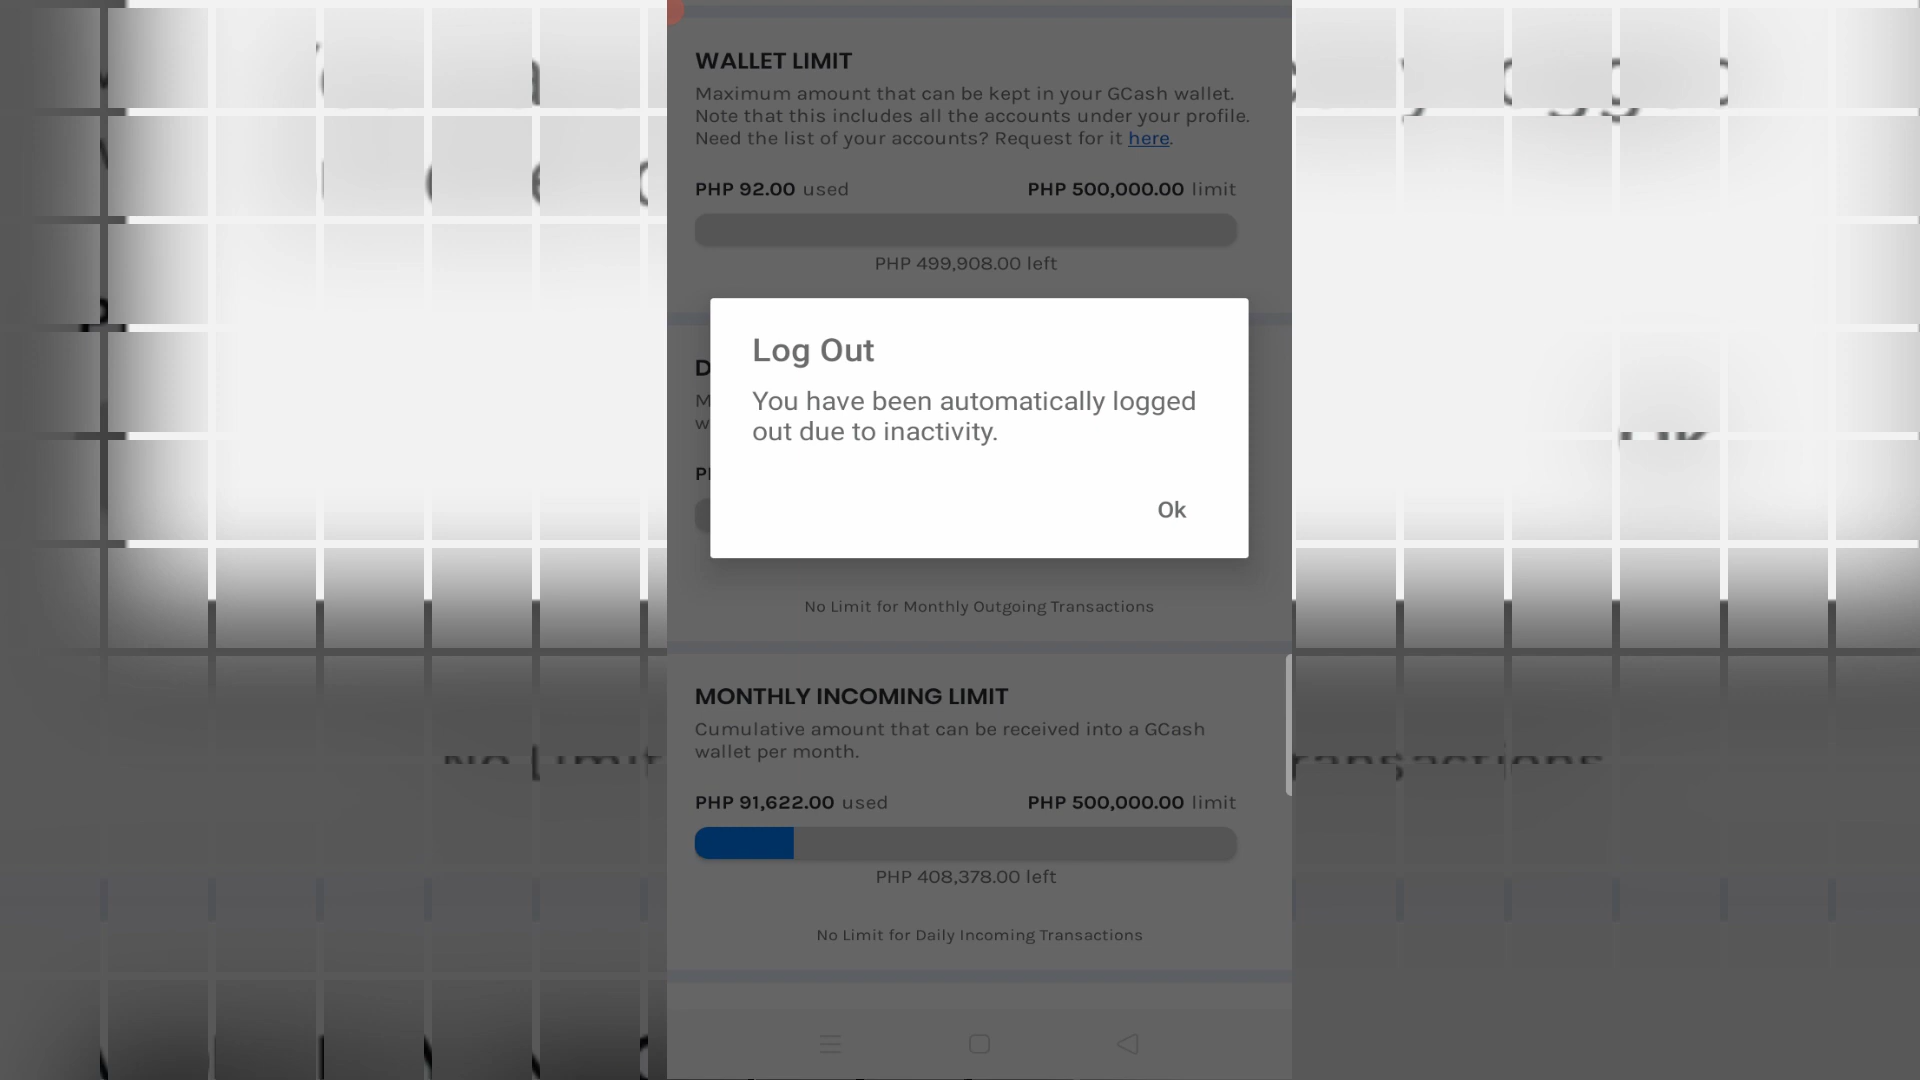 WALLET LIMIT
Maximum amount that can be kept in your GCash wallet.
Note that this includes all the accounts under your profile.
Need the list of your accounts? Request for it here.
PHP 92.00 used PHP 500,000.00 limit
PHP 499,908.00 left
Log Out
You have been automatically logged
out due to inactivity.
Ok
No Limit for Monthly Outgoing Transactions
MONTHLY INCOMING LIMIT
Cumulative amount that can be received into a GCash
wallet per month.
PHP 91,622.00 used PHP 500,000.00 limit
PHP 408,378.00 left
No Limit for Daily Incoming Transactions